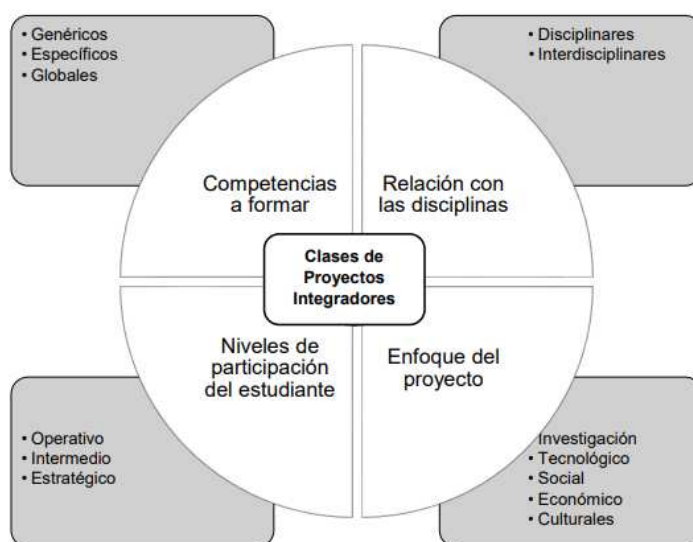 • Genéricos
• Específicos
• Globales
• Disciplinares
• Interdisciplinares
Competencias
a formar
Relación con
las disciplinas
Clases de
Proyectos
Integradores
Niveles de
participación
del estudiante
Enfoque del
proyecto
• Operativo
• Intermedio
• Estratégico
Investigación
• Tecnológico
• Social
• Económico
• Culturales